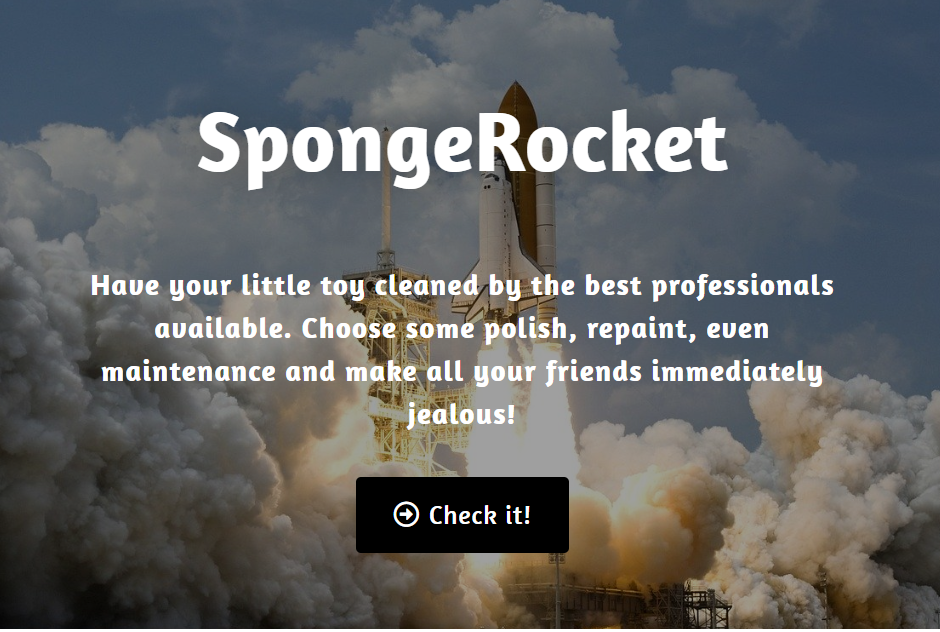 SpongeRocket
Have your little toy cleaned by the best professionals
available. Choose some polish, repaint, even
maintenance and make all your friends immediately
jealous!
Check it!